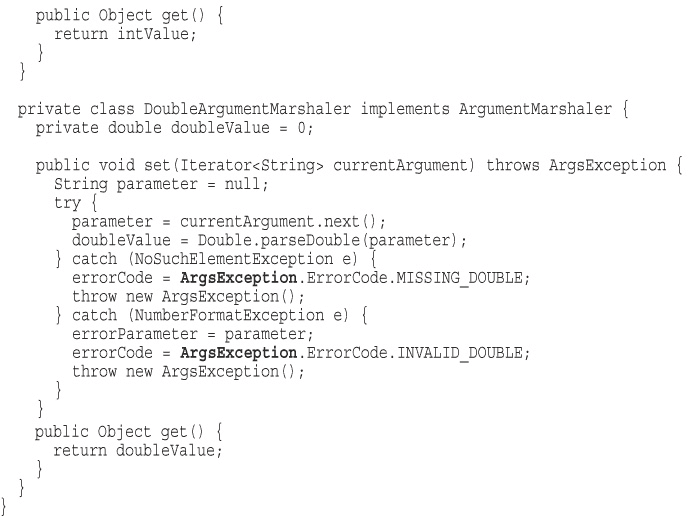 public Object get() {
      return intValue;
    }
  }

  private class DoubleArgumentMarshaler implements ArgumentMarshaler {
    private double doubleValue = 0;

    public void set(Iterator<String> currentArgument) throws ArgsException {
      String parameter = null;
      try {
        parameter = currentArgument.next();
        doubleValue = Double.parseDouble(parameter);
      } catch (NoSuchElementException e) {
        errorCode = ArgsException.ErrorCode.MISSING_DOUBLE;
        throw new ArgsException();
      } catch (NumberFormatException e) {
        errorParameter = parameter;
        errorCode = ArgsException.ErrorCode.INVALID_DOUBLE;
        throw new ArgsException();
      }
    }
    public Object get() {
      return doubleValue;
    }
  }
}